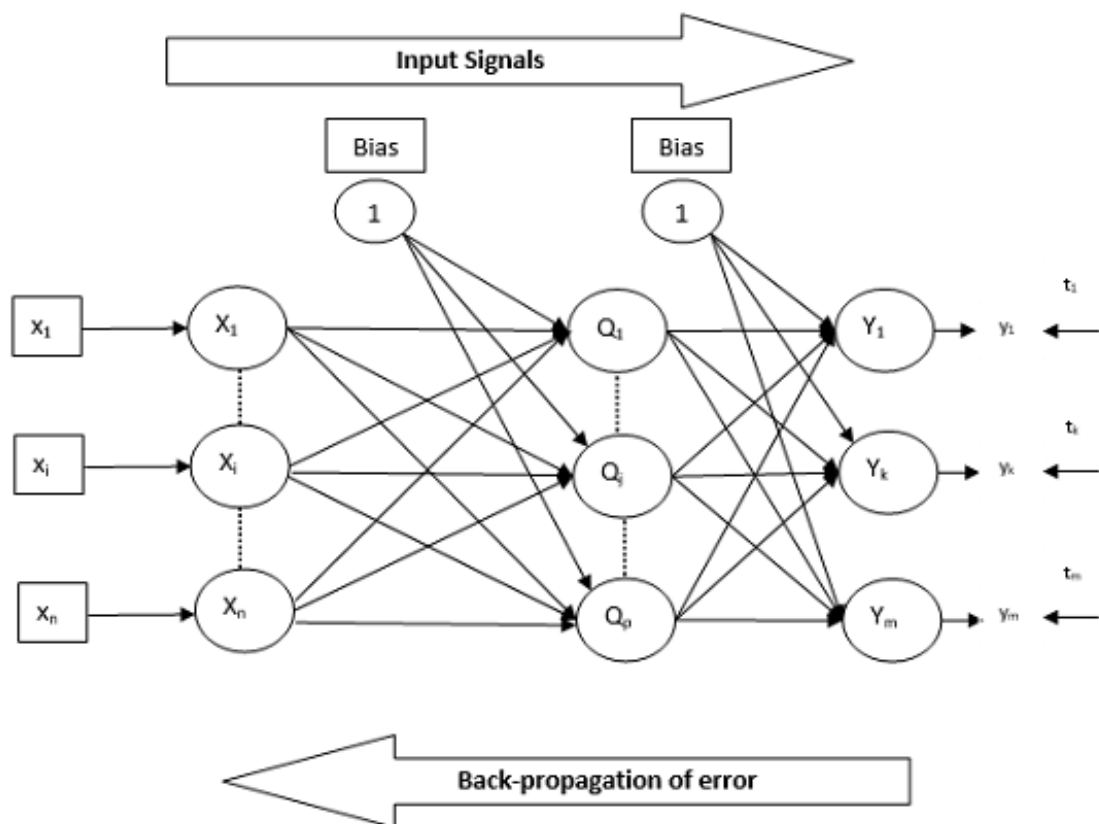 Input Signals
Bias Bias
1 1
t₁
x₁ X₁ Q₁ Y₁ y₁
tₖ
xᵢ Xᵢ Qⱼ Yₖ yₖ
tₘ
xₙ Xₙ Qₚ Yₘ yₘ
Back-propagation of error